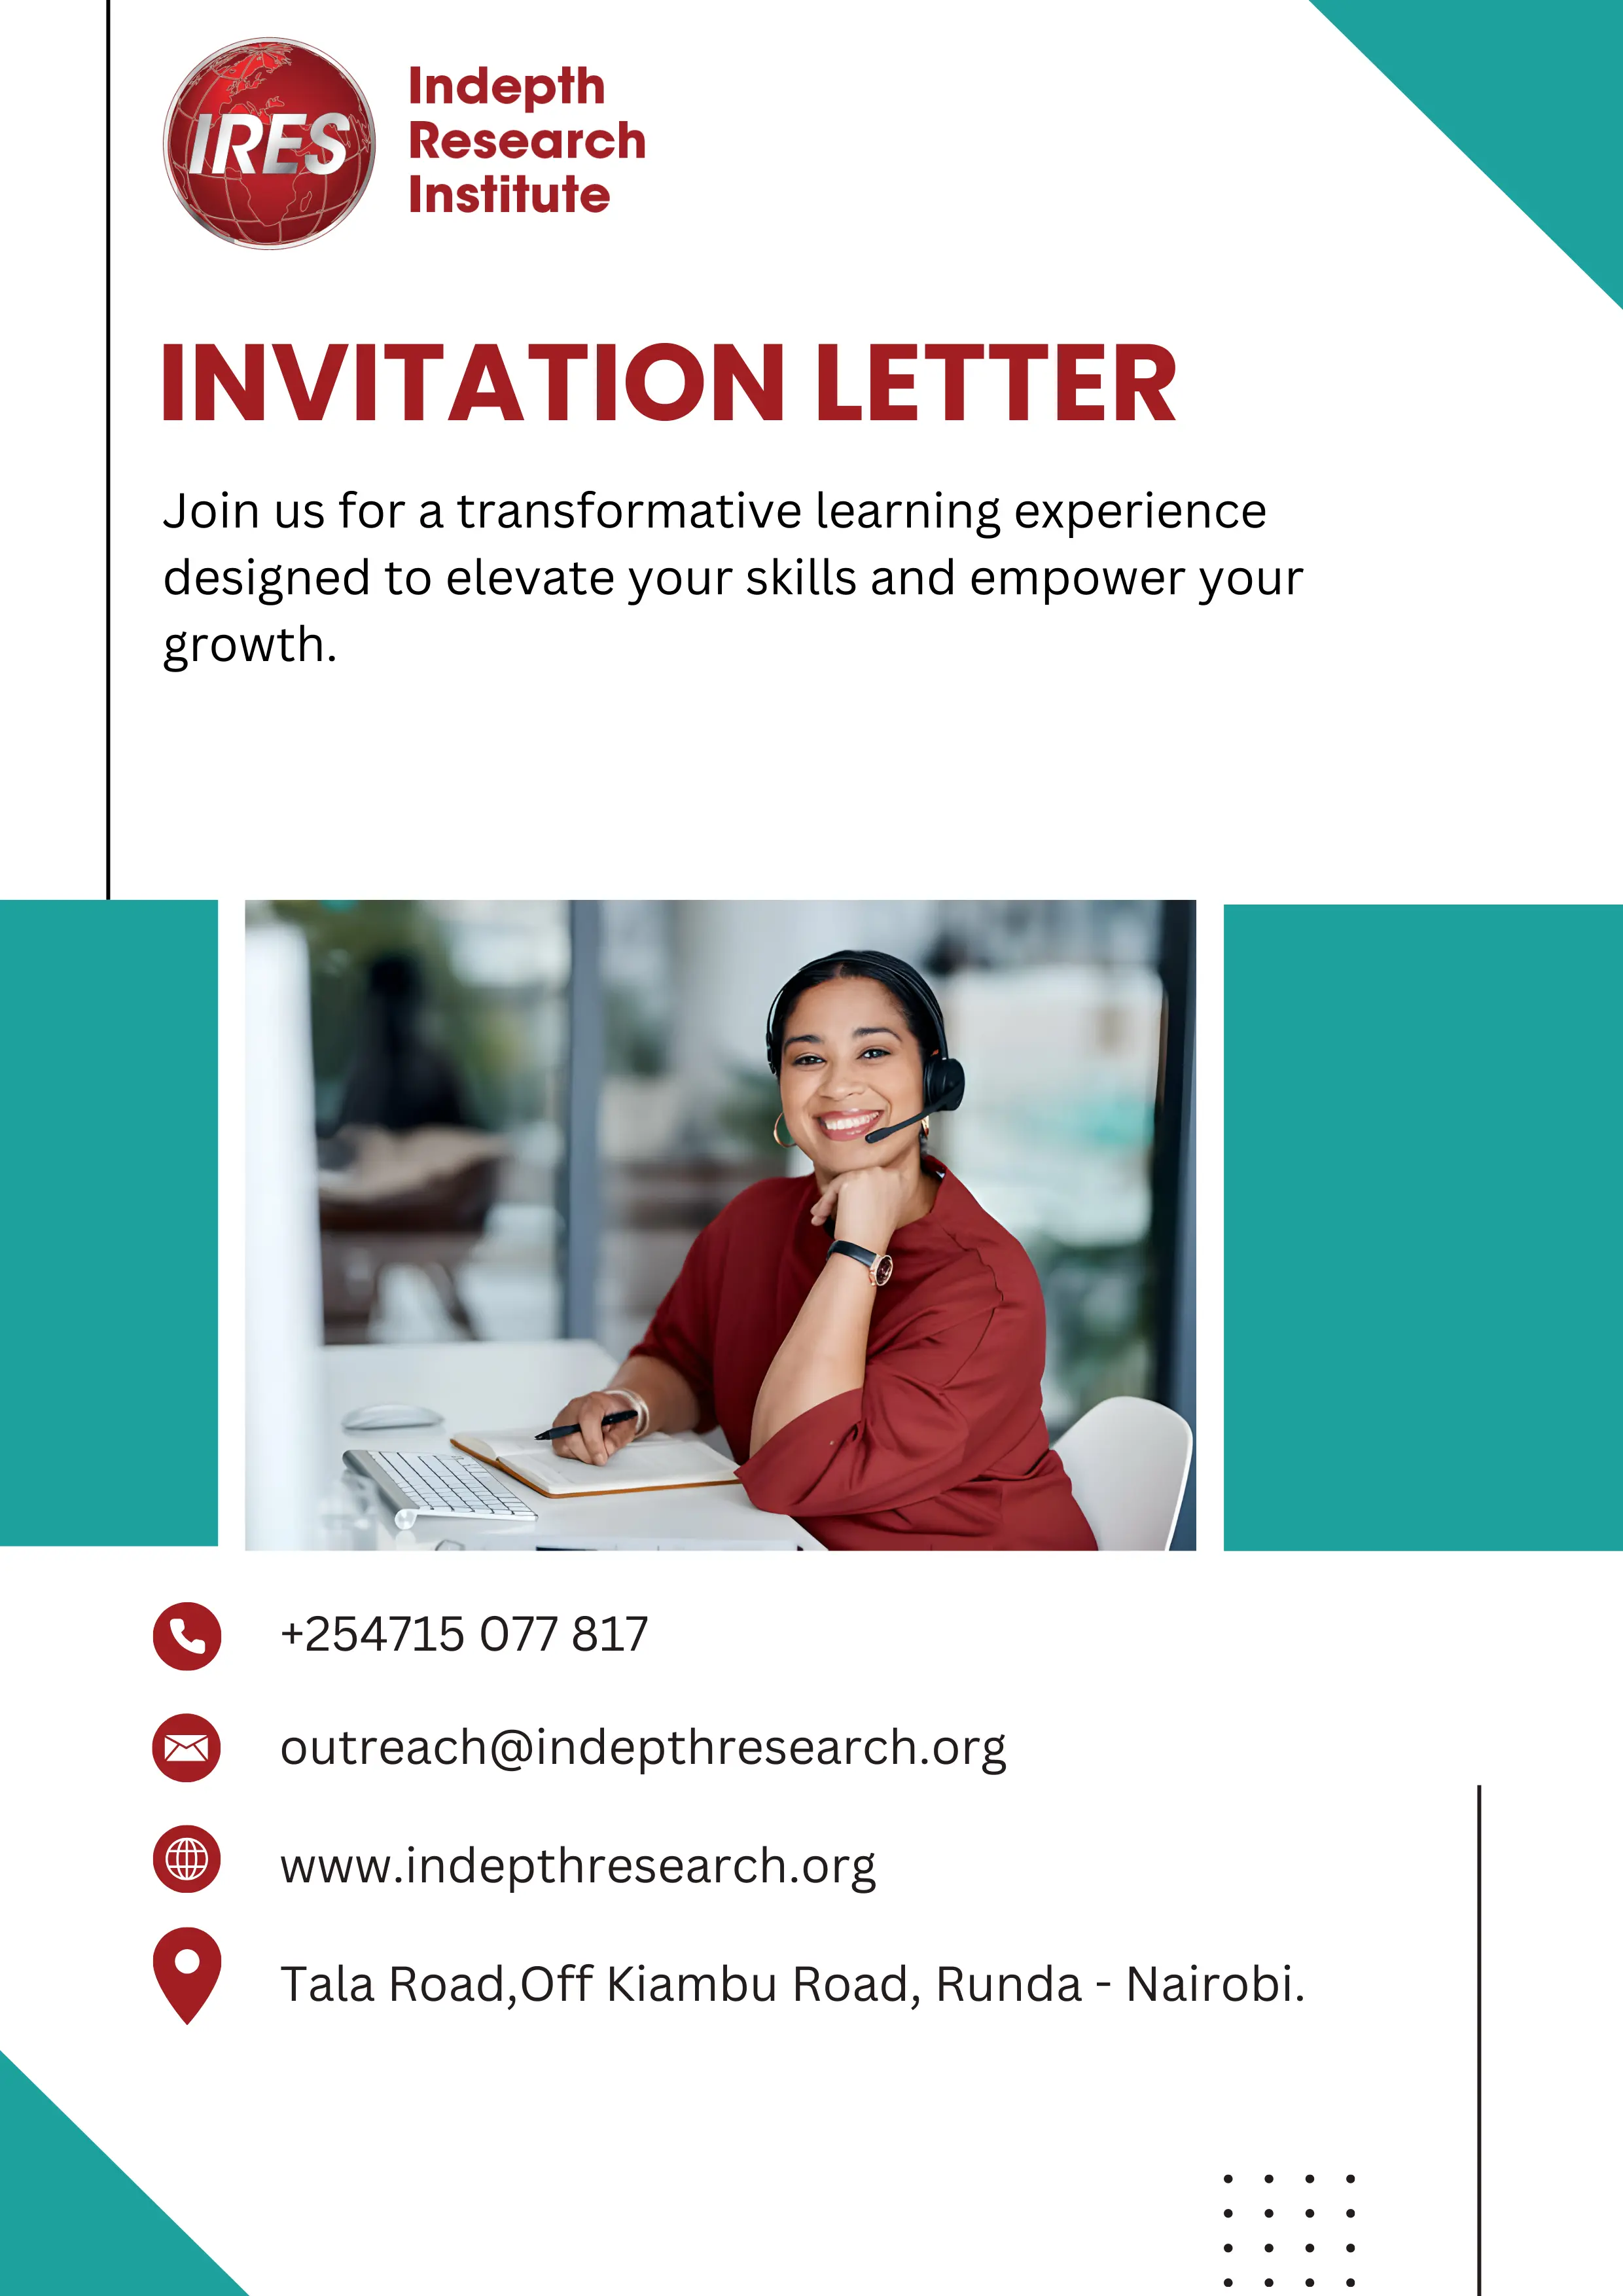 IRES
Indepth
Research
Institute
INVITATION LETTER
Join us for a transformative learning experience
designed to elevate your skills and empower your
growth.
+254715 077 817
outreach@indepthresearch.org
www.indepthresearch.org
Tala Road,Off Kiambu Road, Runda - Nairobi.